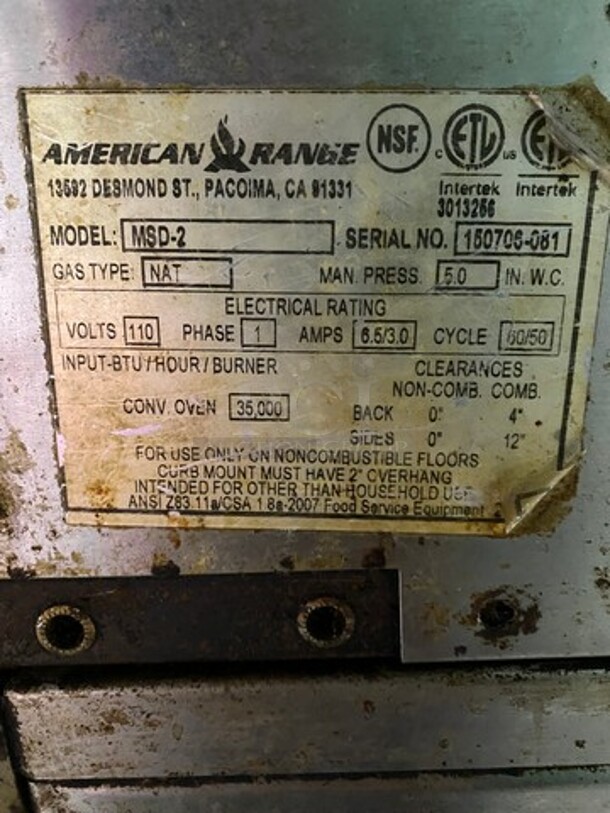 AMERICAN RANGE NSF C ETL US ETL
13592 DESMOND ST., PACOIMA, CA 91331 Intertek Intertek
3013256
MODEL: MSD-2 SERIAL NO. 150706-081
GAS TYPE: NAT MAN. PRESS. 5.0 IN. W.C.
ELECTRICAL RATING
VOLTS 110 PHASE 1 AMPS 6.5/3.0 CYCLE 60/50
INPUT-BTU / HOUR / BURNER CLEARANCES
NON-COMB. COMB.
CONV. OVEN 35,000 BACK 0" 4"
SIDES 0" 12"
FOR USE ONLY ON NONCOMBUSTIBLE FLOORS
CURB MOUNT MUST HAVE 2" OVERHANG
INTENDED FOR OTHER THAN HOUSEHOLD USE
ANSI Z83.11a/CSA 1.8a-2007 Food Service Equipment 2